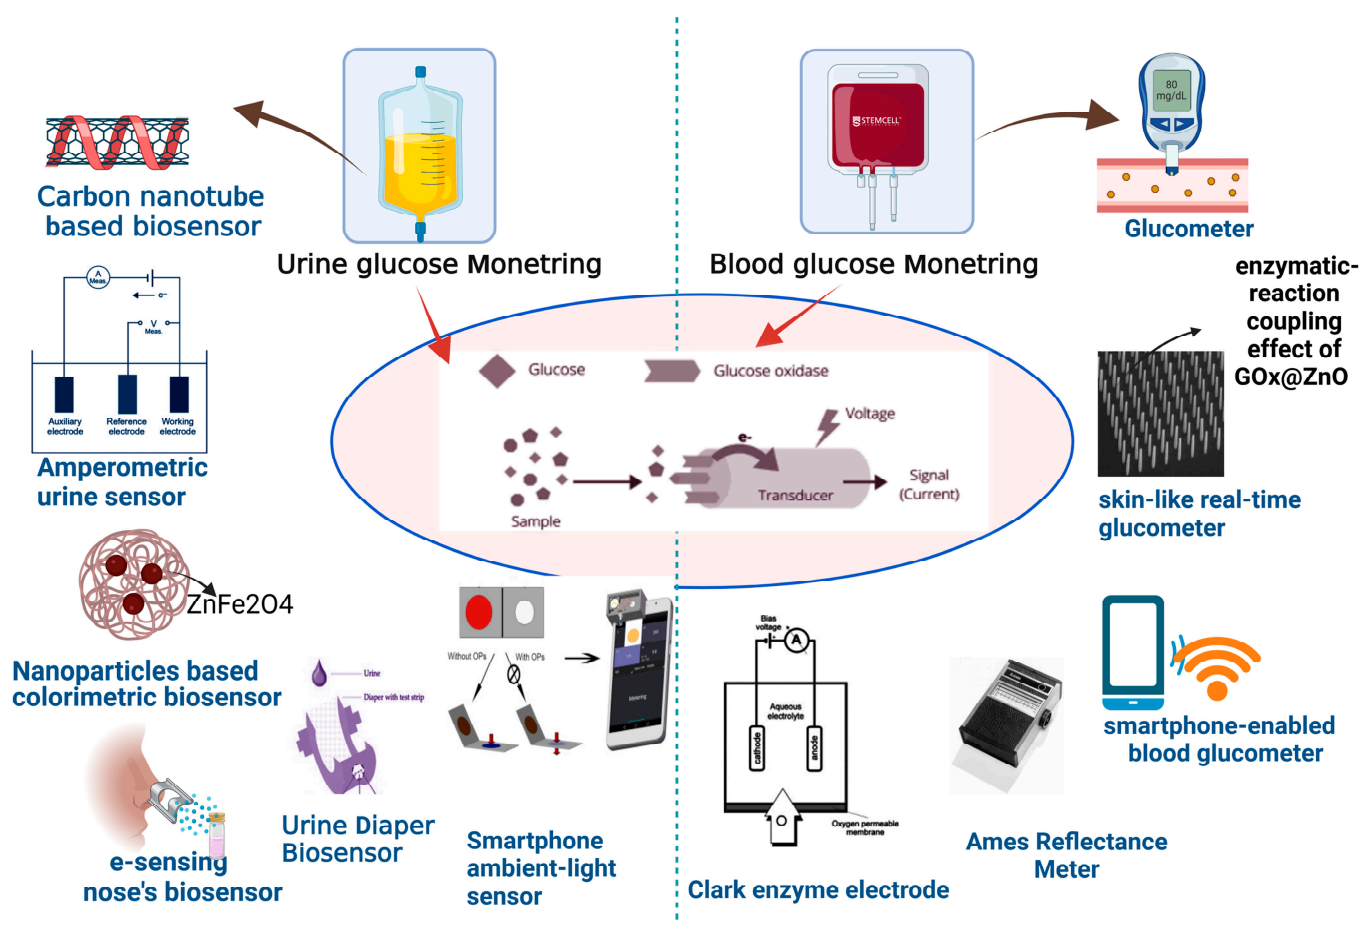 Carbon nanotube
based biosensor
Urine glucose Monetring
A
Meas.
e-
V
Meas.
Auxiliary
electrode
Reference
electrode
Working
electrode
Amperometric
urine sensor
ZnFe2O4
Nanoparticles based
colorimetric biosensor
e-sensing
nose's biosensor
Urine
Diaper with test strip
Urine Diaper
Biosensor
Without OPs
With OPs
Metering
Smartphone
ambient-light
sensor
Glucose
Glucose oxidase
Sample
e-
Voltage
Transducer
Signal
(Current)
STEMCELL
Blood glucose Monetring
80
mg/dL
Glucometer
enzymatic-
reaction
coupling
effect of
GOx@ZnO
skin-like real-time
glucometer
smartphone-enabled
blood glucometer
Bias
voltage
A
Aqueous
electrolyte
cathode
anode
O
Oxygen permeable
membrane
Clark enzyme electrode
Ames Reflectance
Meter